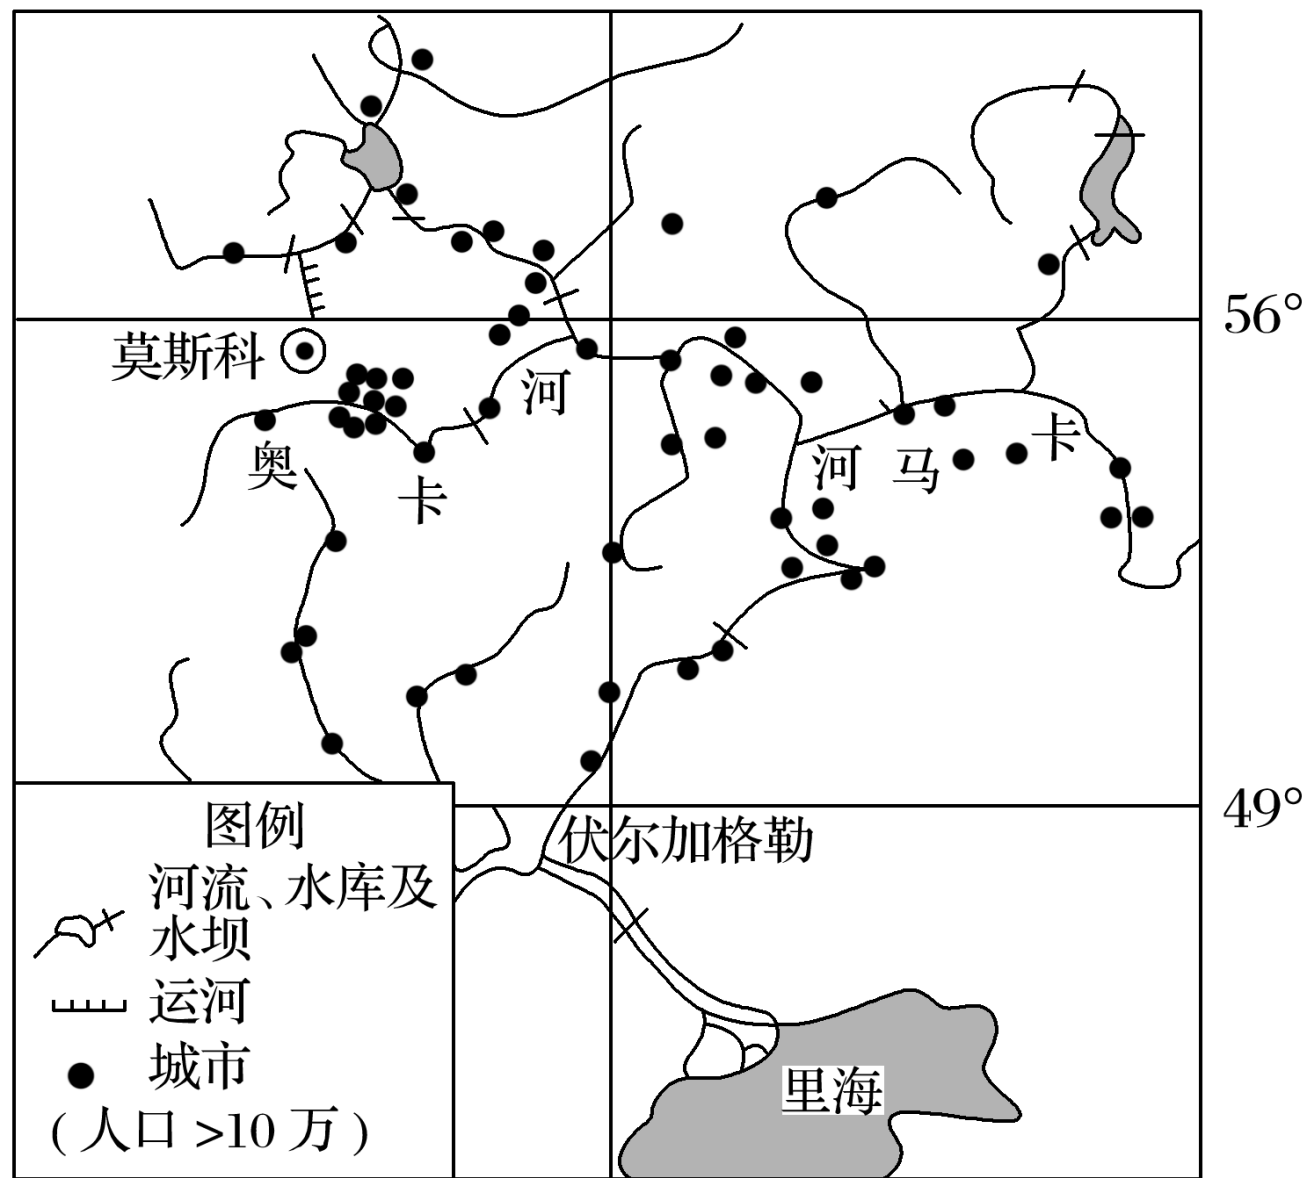 56°
莫斯科
河
奥
卡
河
马
卡
49°
伏尔加格勒
里海
图例
河流、水库及
水坝
运河
城市
(人口>10万)